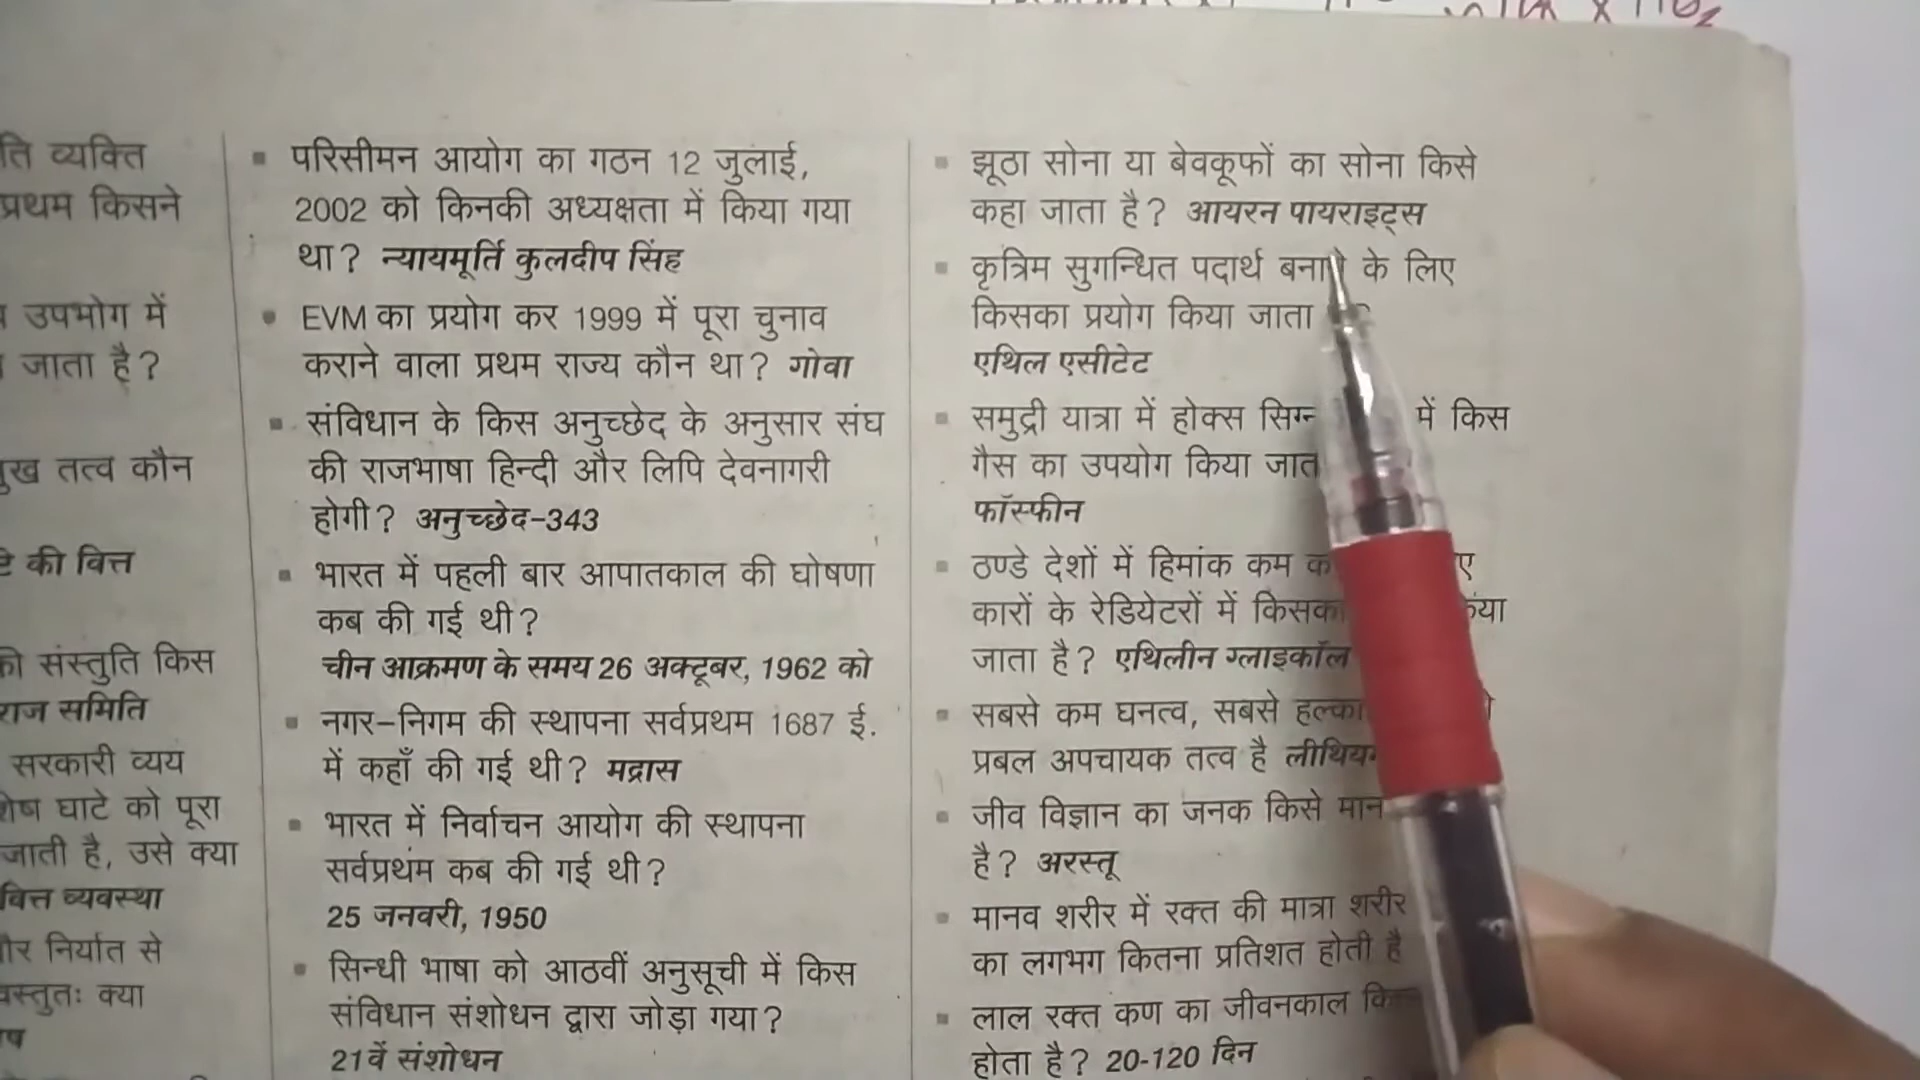 ति व्यक्ति
प्रथम किसने
उपभोग में
जाता है?
तत्व कौन
की वित्त
संस्तुति किस
राज समिति
सरकारी व्यय
घाटे को पूरा
जाती है, उसे क्या
वित्त व्यवस्था
निर्यात से
क्या
परिसीमन आयोग का गठन 12 जुलाई,
2002 को किनकी अध्यक्षता में किया गया
था? न्यायमूर्ति कुलदीप सिंह
EVM का प्रयोग कर 1999 में पूरा चुनाव
कराने वाला प्रथम राज्य कौन था? गोवा
संविधान के किस अनुच्छेद के अनुसार संघ
की राजभाषा हिन्दी और लिपि देवनागरी
होगी? अनुच्छेद-343
भारत में पहली बार आपातकाल की घोषणा
कब की गई थी?
चीन आक्रमण के समय 26 अक्टूबर, 1962 को
नगर-निगम की स्थापना सर्वप्रथम 1687 ई.
में कहाँ की गई थी? मद्रास
भारत में निर्वाचन आयोग की स्थापना
सर्वप्रथम कब की गई थी?
25 जनवरी, 1950
सिन्धी भाषा को आठवीं अनुसूची में किस
संविधान संशोधन द्वारा जोड़ा गया?
21वें संशोधन
झूठा सोना या बेवकूफों का सोना किसे
कहा जाता है? आयरन पायराइट्स
कृत्रिम सुगन्धित पदार्थ बनाने के लिए
किसका प्रयोग किया जाता
एथिल एसीटेट
समुद्री यात्रा में होक्स में किस
गैस का उपयोग किया
फॉस्फीन
ठण्डे देशों में हिमांक कम
कारों के रेडियेटरों में
जाता है? एथिलीन ग्लाइकॉल
सबसे कम घनत्व, सबसे हल्का
प्रबल अपचायक तत्व है
जीव विज्ञान का जनक किसे
है? अरस्तू
मानव शरीर में रक्त की मात्रा शरीर
का लगभग कितना प्रतिशत होती है
लाल रक्त कण का जीवनकाल
होता है? 20-120 दिन